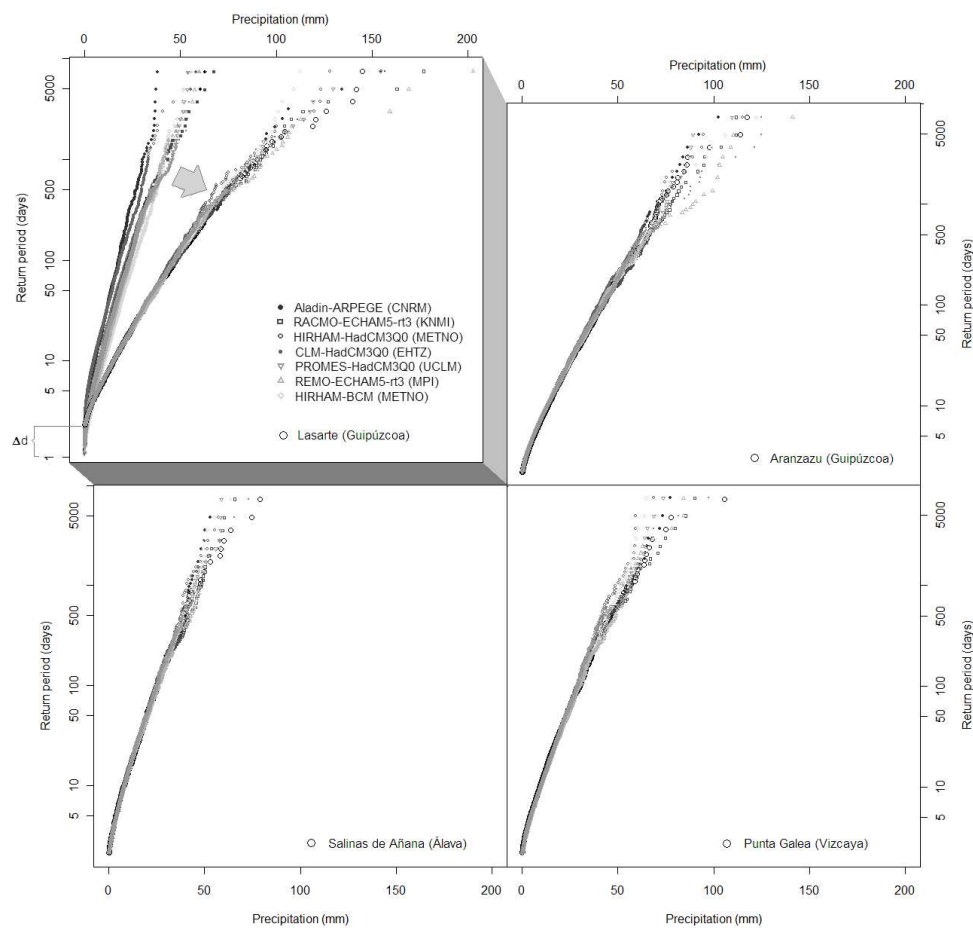 Precipitation (mm)
0 50 100 150 200
Return period (days)
5000
500
100
50
10
5
1
Δd
Aladin-ARPEGE (CNRM)
RACMO-ECHAM5-rt3 (KNMI)
HIRHAM-HadCM3Q0 (METNO)
CLM-HadCM3Q0 (EHTZ)
PROMES-HadCM3Q0 (UCLM)
REMO-ECHAM5-rt3 (MPI)
HIRHAM-BCM (METNO)
Lasarte (Guipúzcoa)
Precipitation (mm)
0 50 100 150 200
Return period (days)
5000
500
100
50
10
5
Aranzazu (Guipúzcoa)
Return period (days)
5000
500
100
50
10
5
Salinas de Añana (Álava)
0 50 100 150 200
Precipitation (mm)
Return period (days)
5000
500
100
50
10
5
Punta Galea (Vizcaya)
0 50 100 150 200
Precipitation (mm)